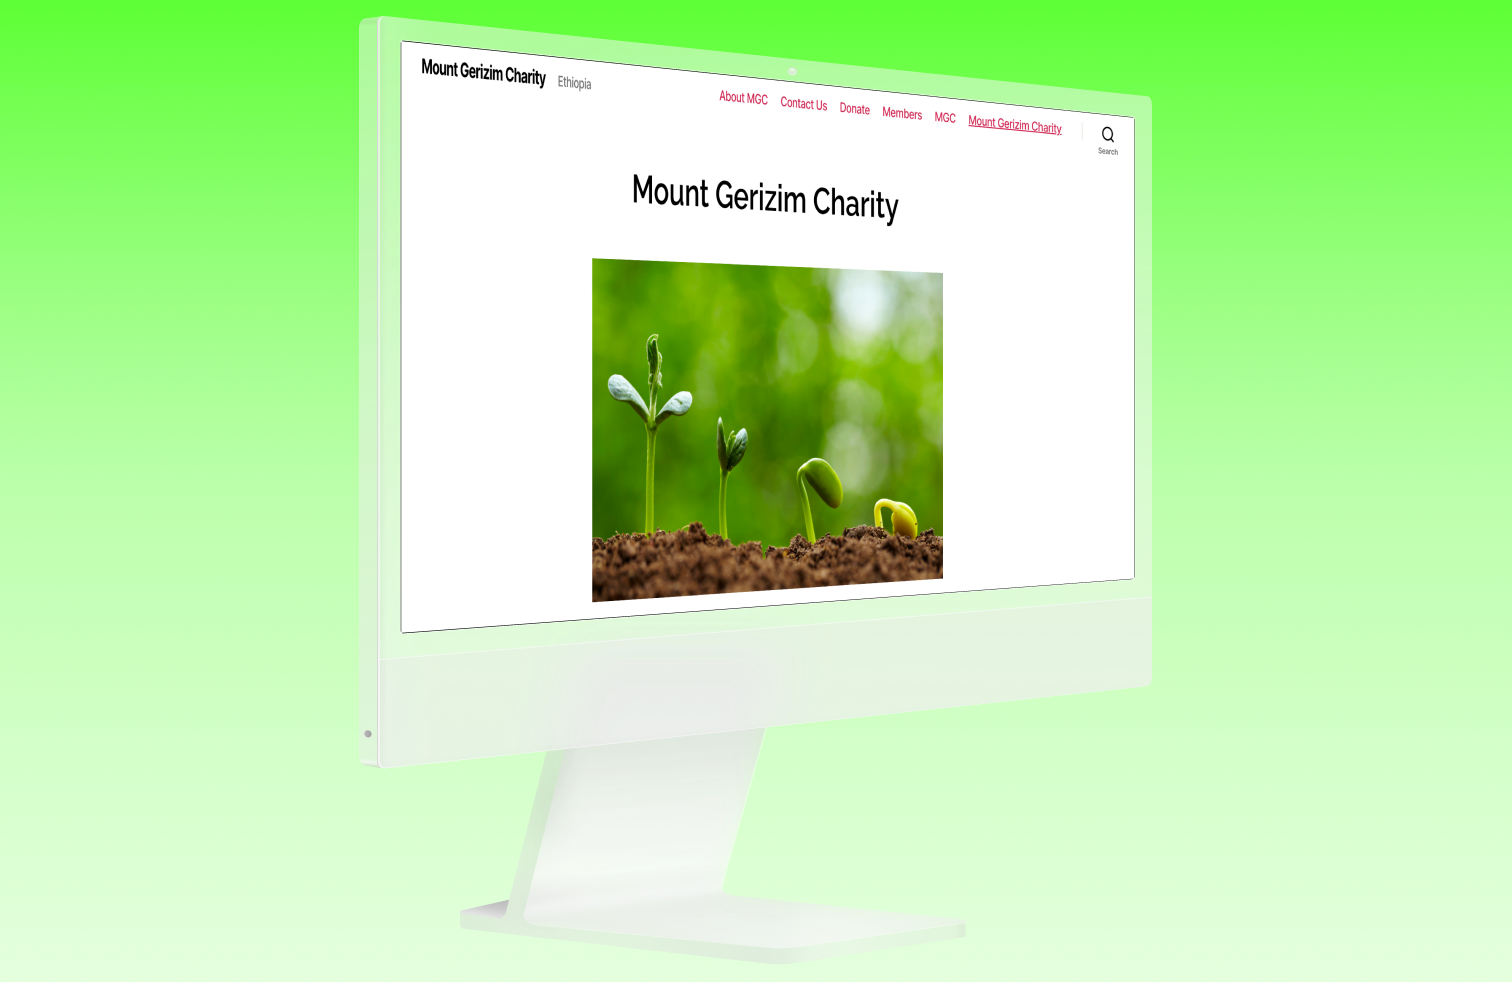 Mount Gerizim Charity Ethiopia
About MGC Contact Us Donate Members MGC Mount Gerizim Charity
Search
Mount Gerizim Charity